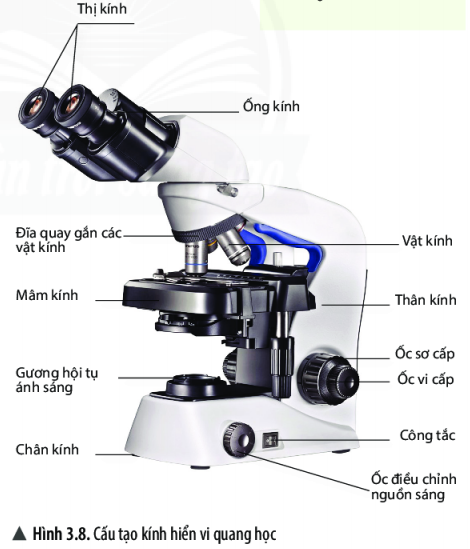 Thị kính
Ống kính
Đĩa quay gắn các
vật kính
Vật kính
Mâm kính
Thân kính
Ốc sơ cấp
Ốc vi cấp
Gương hội tụ
ánh sáng
Công tắc
Chân kính
Ốc điều chỉnh
nguồn sáng
▲ Hình 3.8. Cấu tạo kính hiển vi quang học